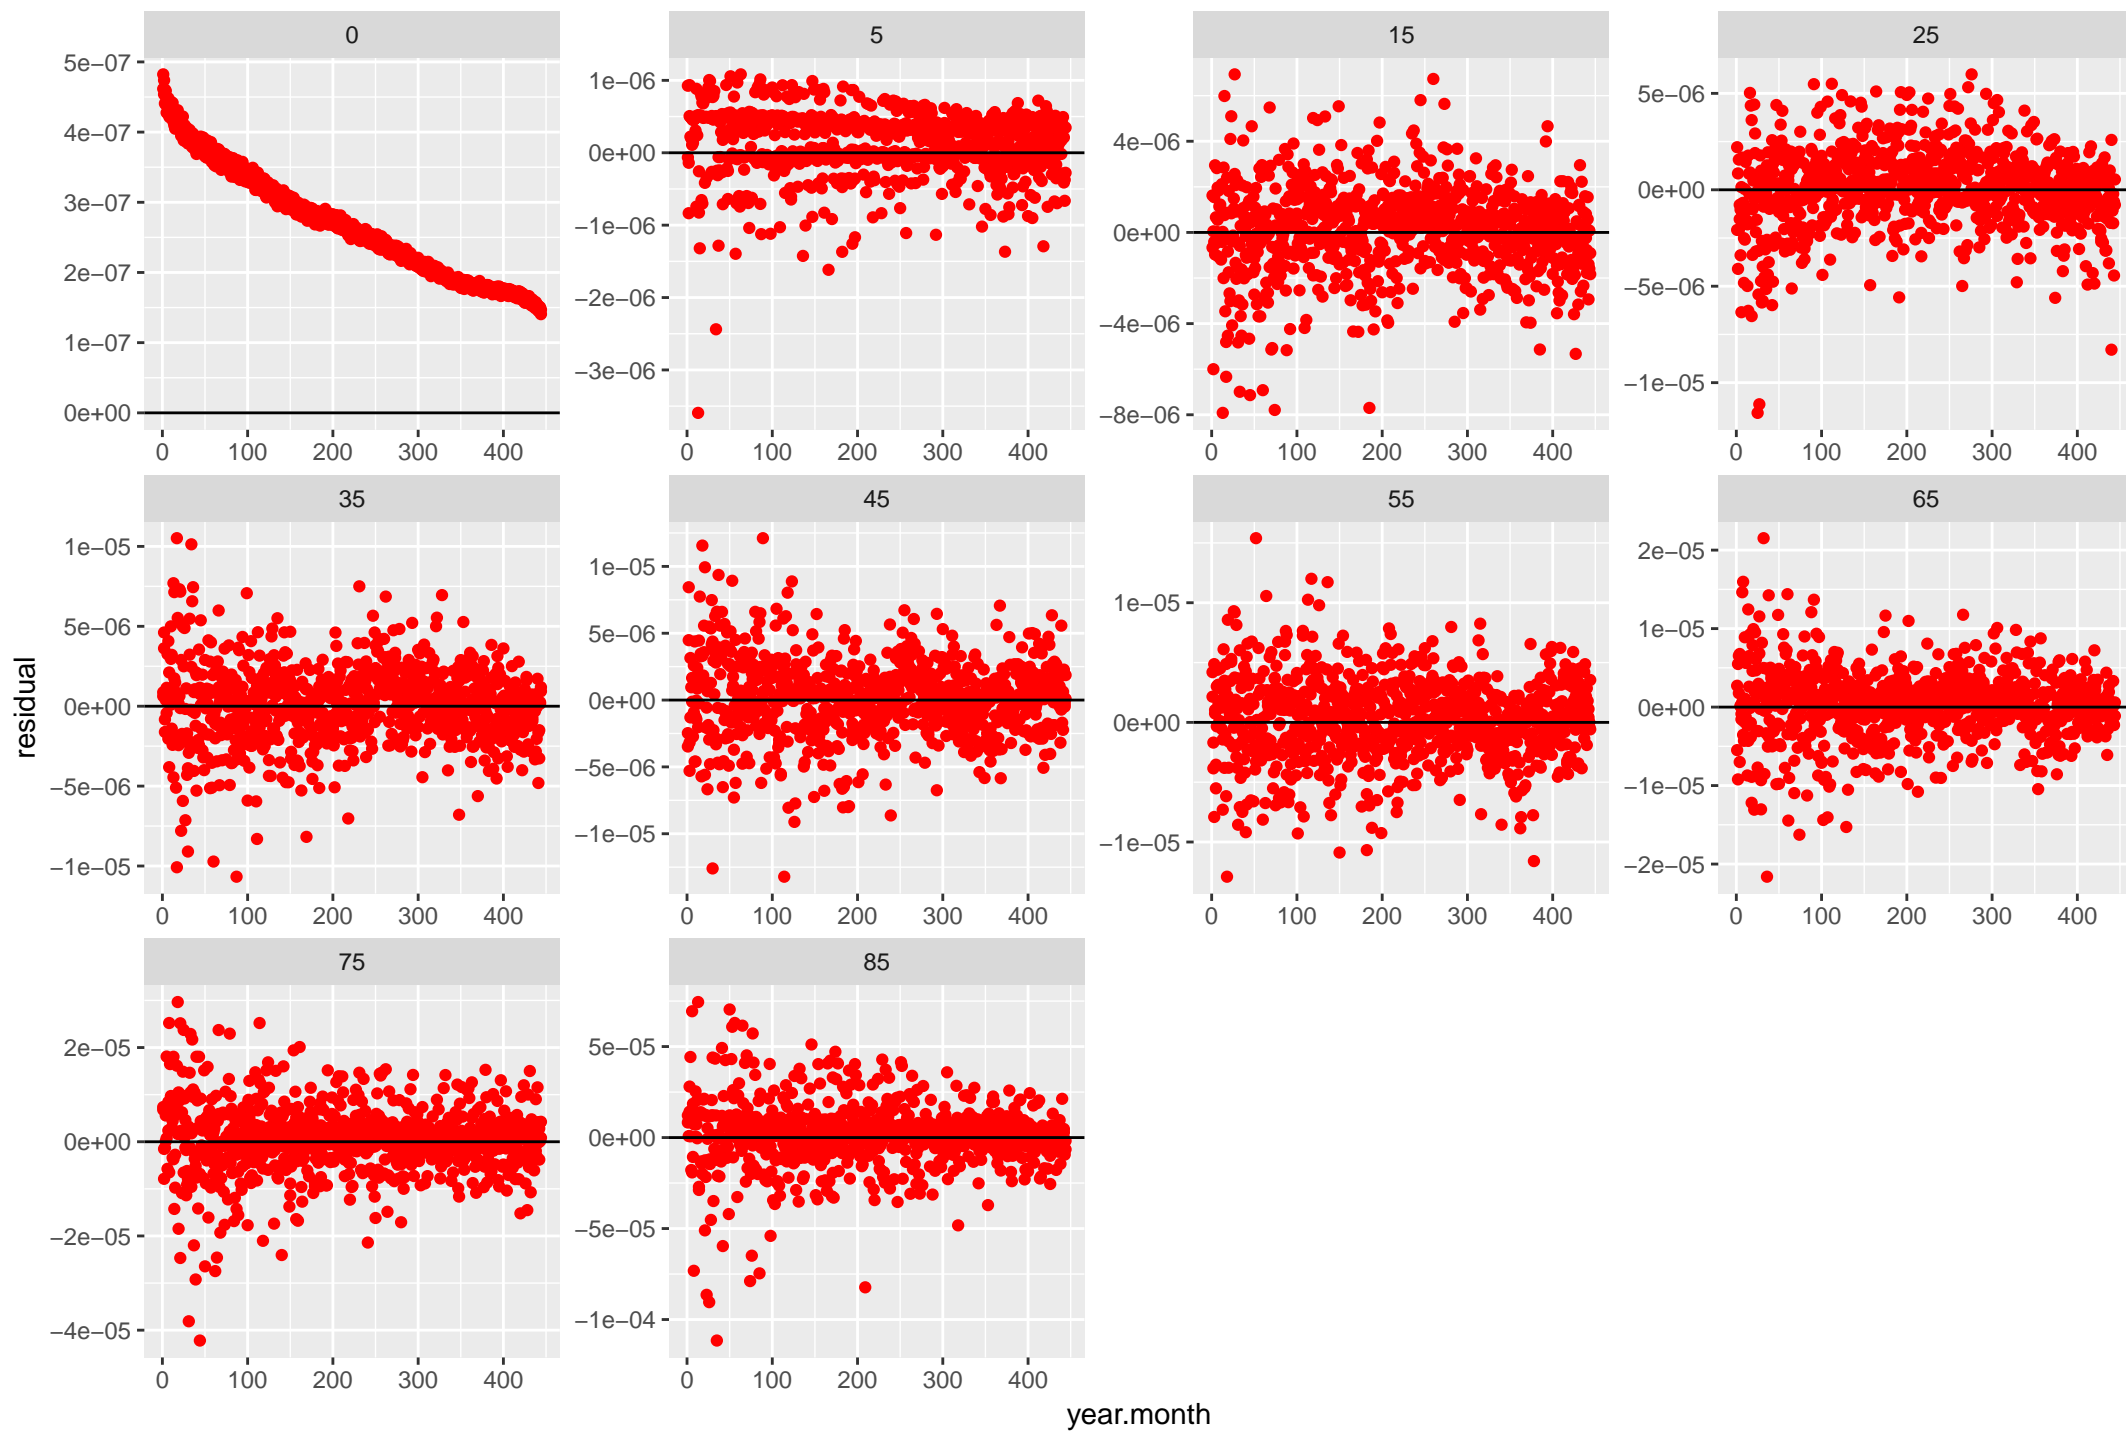 0 5 15 25
5e−07
4e−07
3e−07
2e−07
1e−07
0e+00
1e−06
0e+00
−1e−06
−2e−06
−3e−06
4e−06
0e+00
−4e−06
−8e−06
5e−06
0e+00
−5e−06
−1e−05
0 100 200 300 400 0 100 200 300 400 0 100 200 300 400 0 100 200 300 400
35 45 55 65
1e−05
5e−06
0e+00
−5e−06
−1e−05
1e−05
5e−06
0e+00
−5e−06
−1e−05
1e−05
0e+00
−1e−05
2e−05
1e−05
0e+00
−1e−05
−2e−05
0 100 200 300 400 0 100 200 300 400 0 100 200 300 400 0 100 200 300 400
75 85
2e−05
0e+00
−2e−05
−4e−05
5e−05
0e+00
−5e−05
−1e−04
0 100 200 300 400 0 100 200 300 400
residual
year.month